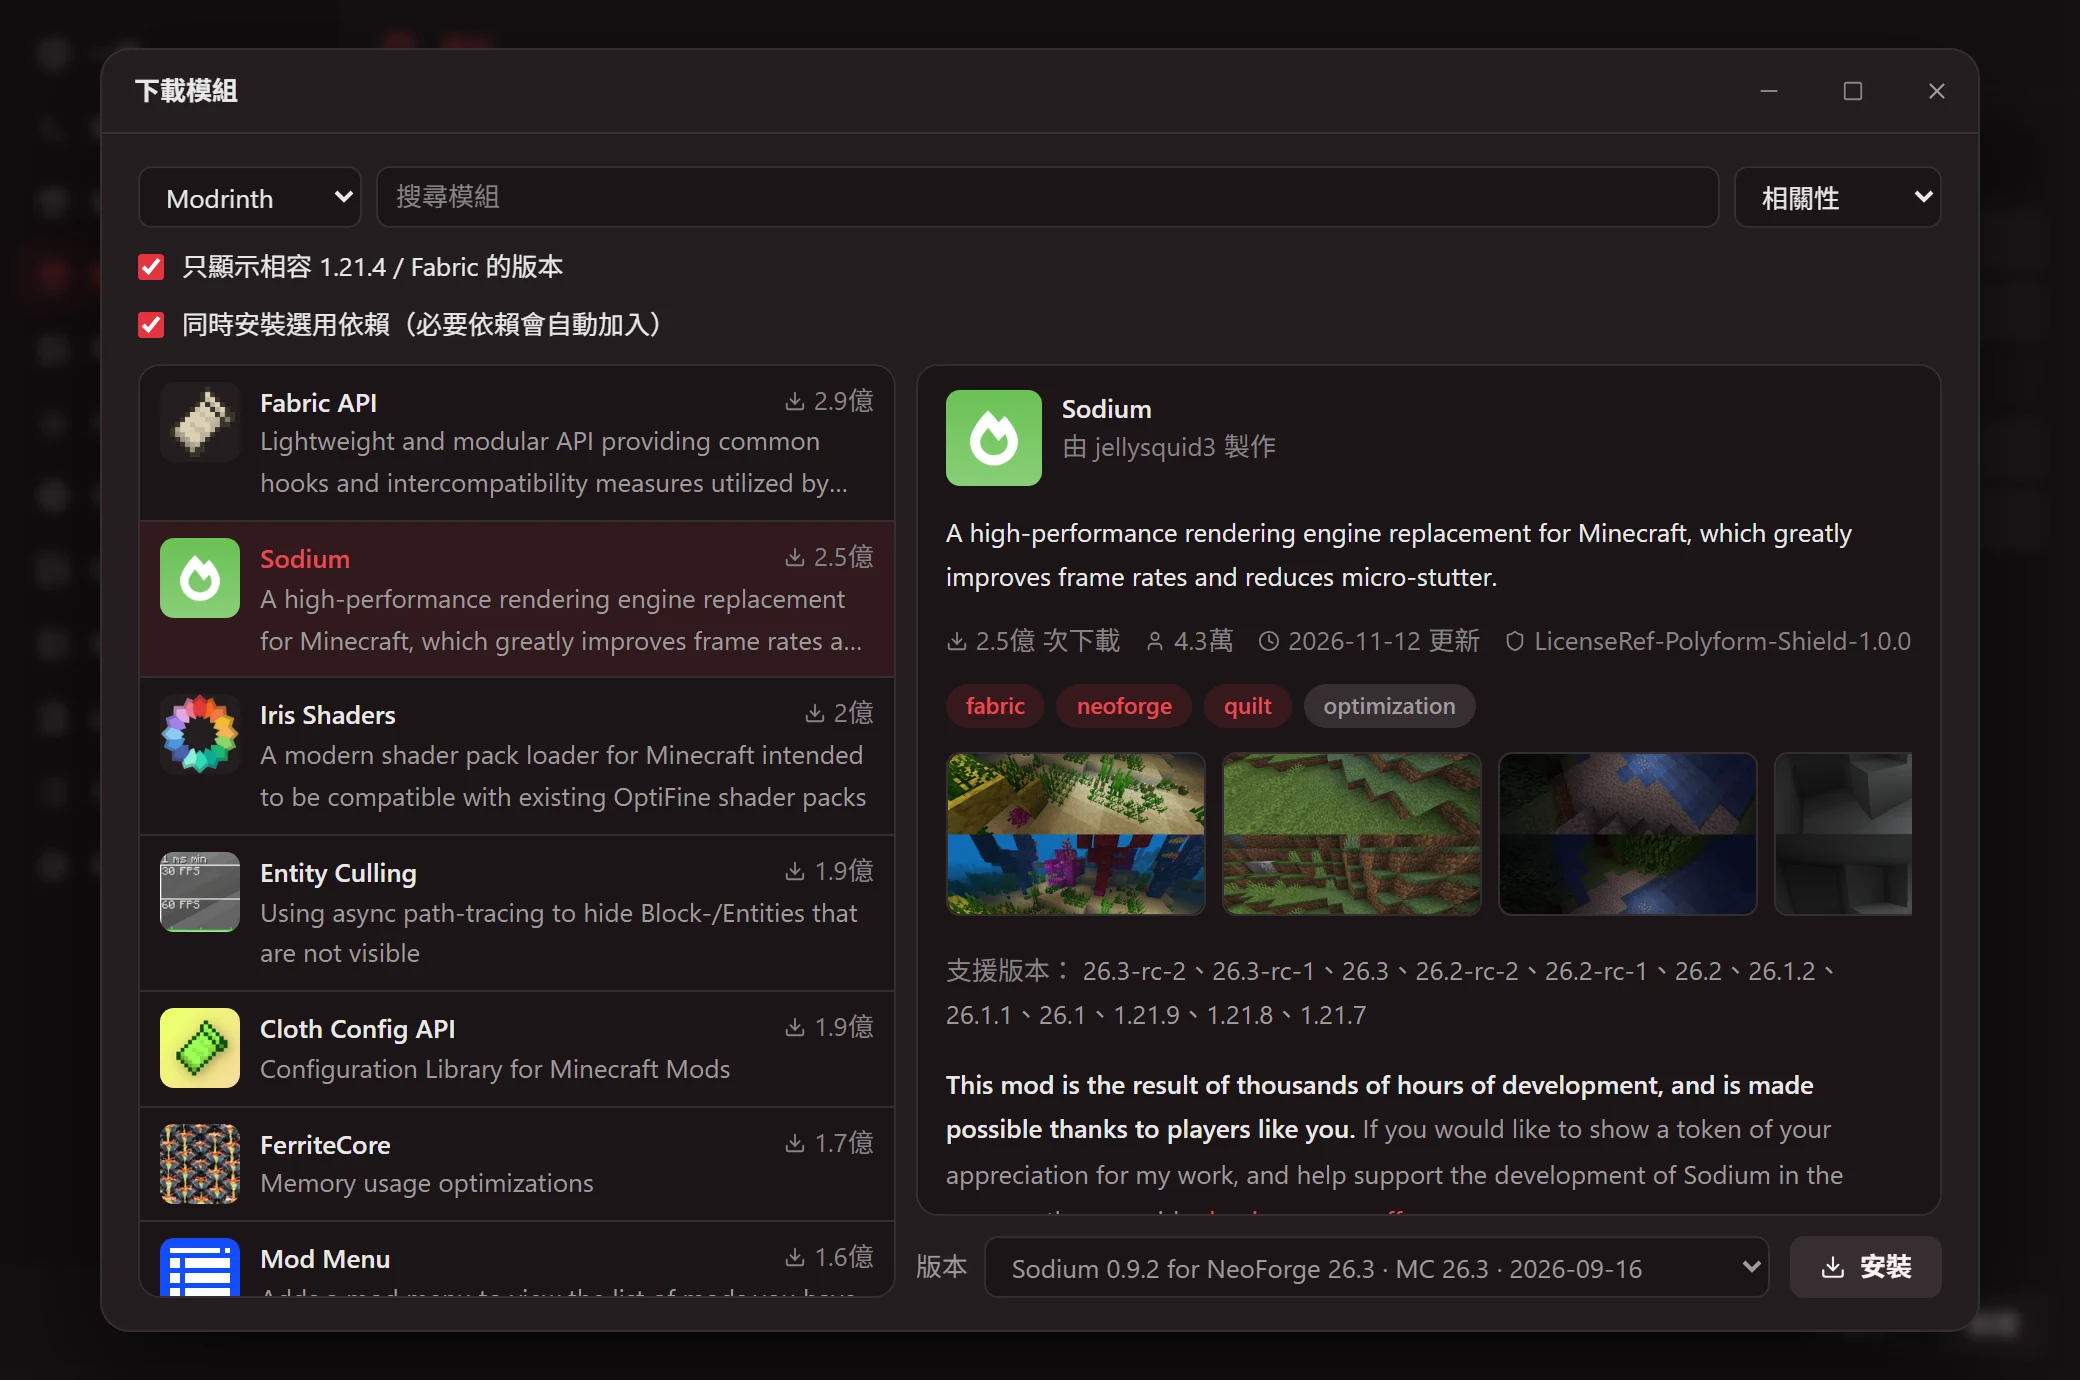 下載模組
Modrinth
搜尋模組
相關性
只顯示相容 1.21.4 / Fabric 的版本
同時安裝選用依賴（必要依賴會自動加入）
Fabric API
2.9億
Lightweight and modular API providing common
hooks and intercompatibility measures utilized by...
Sodium
2.5億
A high-performance rendering engine replacement
for Minecraft, which greatly improves frame rates a...
Iris Shaders
2億
A modern shader pack loader for Minecraft intended
to be compatible with existing OptiFine shader packs
1 ms min
30 FPS
60 FPS
Entity Culling
1.9億
Using async path-tracing to hide Block-/Entities that
are not visible
Cloth Config API
1.9億
Configuration Library for Minecraft Mods
FerriteCore
1.7億
Memory usage optimizations
Mod Menu
1.6億
Sodium
由 jellysquid3 製作
A high-performance rendering engine replacement for Minecraft, which greatly
improves frame rates and reduces micro-stutter.
2.5億 次下載
4.3萬
2026-11-12 更新
LicenseRef-Polyform-Shield-1.0.0
fabric
neoforge
quilt
optimization
支援版本： 26.3-rc-2、26.3-rc-1、26.3、26.2-rc-2、26.2-rc-1、26.2、26.1.2、
26.1.1、26.1、1.21.9、1.21.8、1.21.7
This mod is the result of thousands of hours of development, and is made
possible thanks to players like you. If you would like to show a token of your
appreciation for my work, and help support the development of Sodium in the
版本
Sodium 0.9.2 for NeoForge 26.3 · MC 26.3 · 2026-09-16
安裝